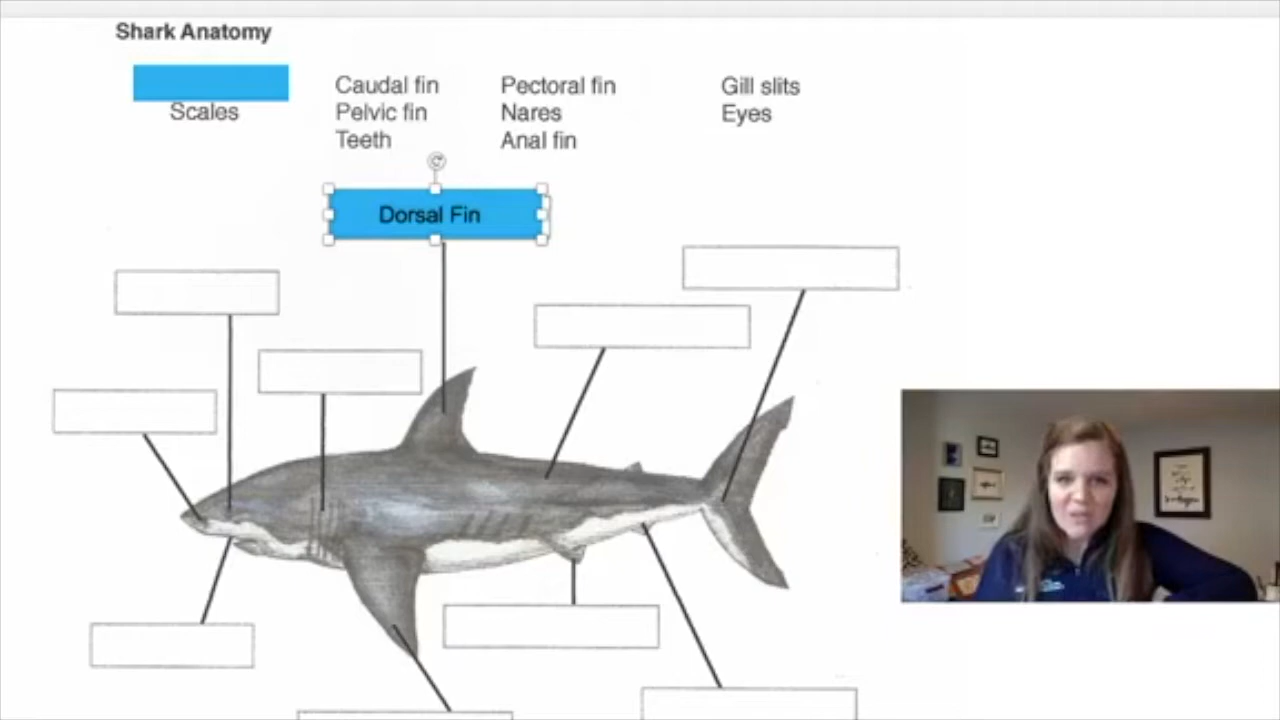 Shark Anatomy
Scales
Caudal fin
Pelvic fin
Teeth
Pectoral fin
Nares
Anal fin
Gill slits
Eyes
Dorsal Fin